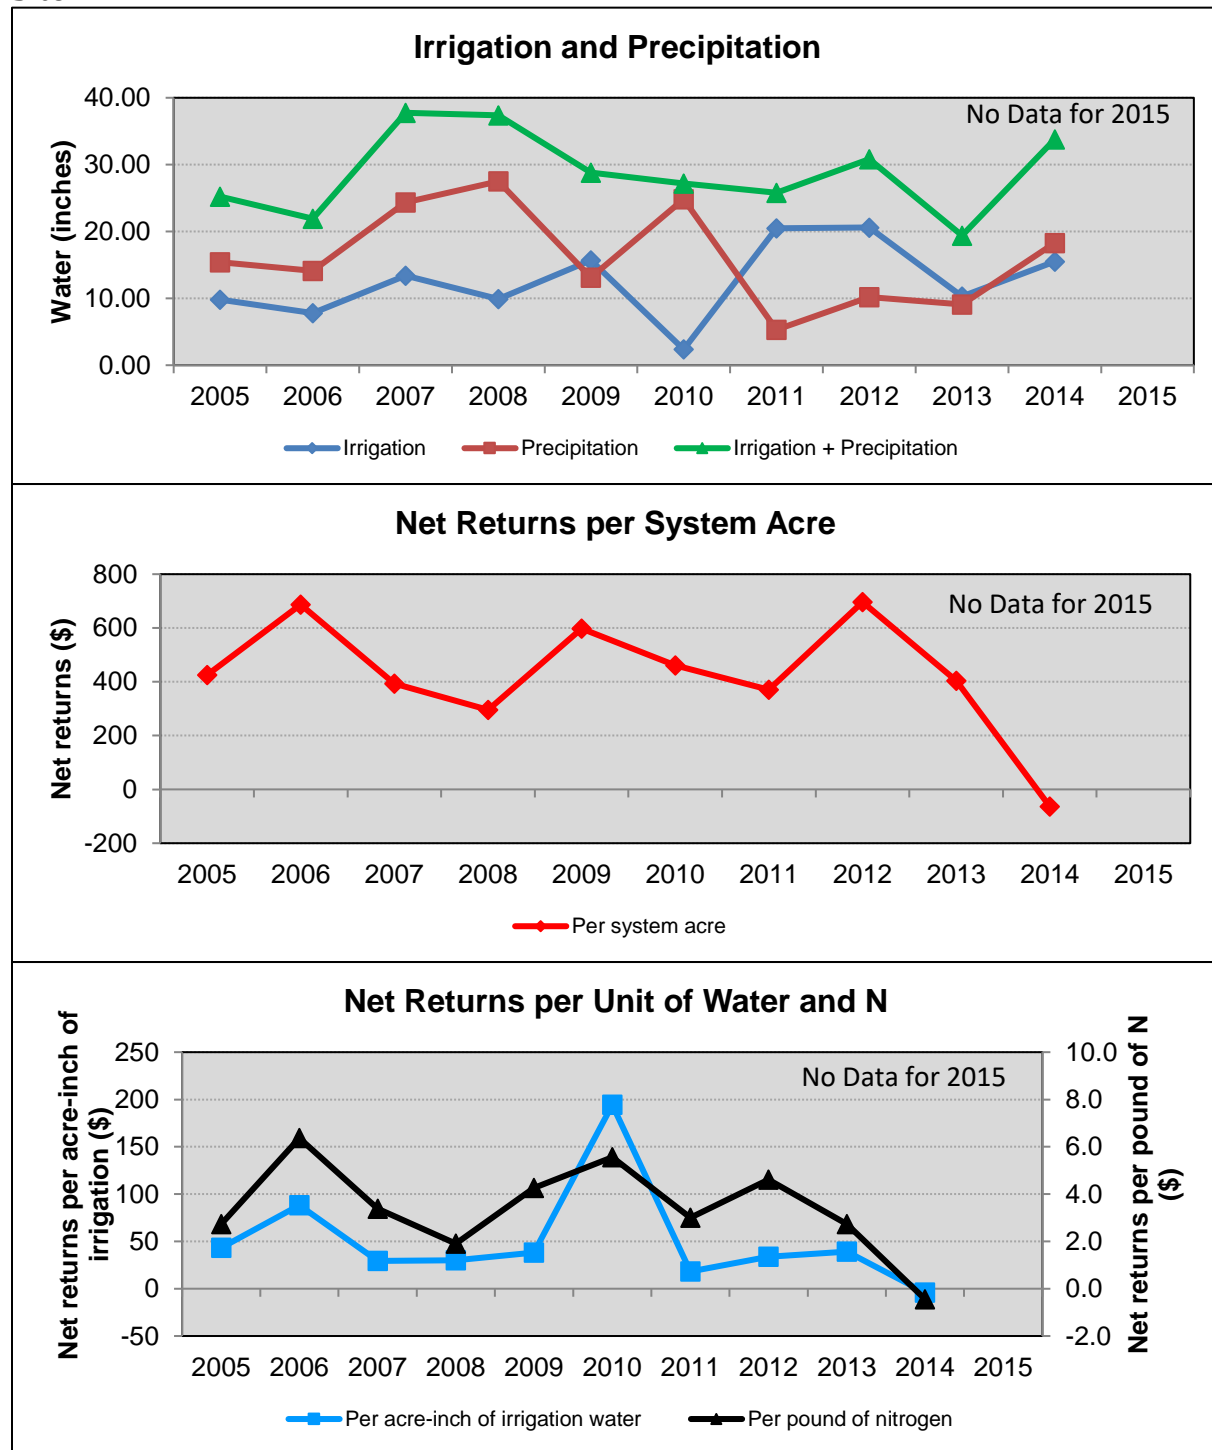 Irrigation and Precipitation
No Data for 2015
Water (inches)
40.00
30.00
20.00
10.00
0.00
2005 2006 2007 2008 2009 2010 2011 2012 2013 2014 2015
Irrigation Precipitation Irrigation + Precipitation
Net Returns per System Acre
No Data for 2015
Net returns ($)
800
600
400
200
0
-200
2005 2006 2007 2008 2009 2010 2011 2012 2013 2014 2015
Per system acre
Net Returns per Unit of Water and N
No Data for 2015
Net returns per acre-inch of
irrigation ($)
250
200
150
100
50
0
-50
10.0
8.0
6.0
4.0
2.0
0.0
-2.0
Net returns per pound of N
($)
2005 2006 2007 2008 2009 2010 2011 2012 2013 2014 2015
Per acre-inch of irrigation water Per pound of nitrogen